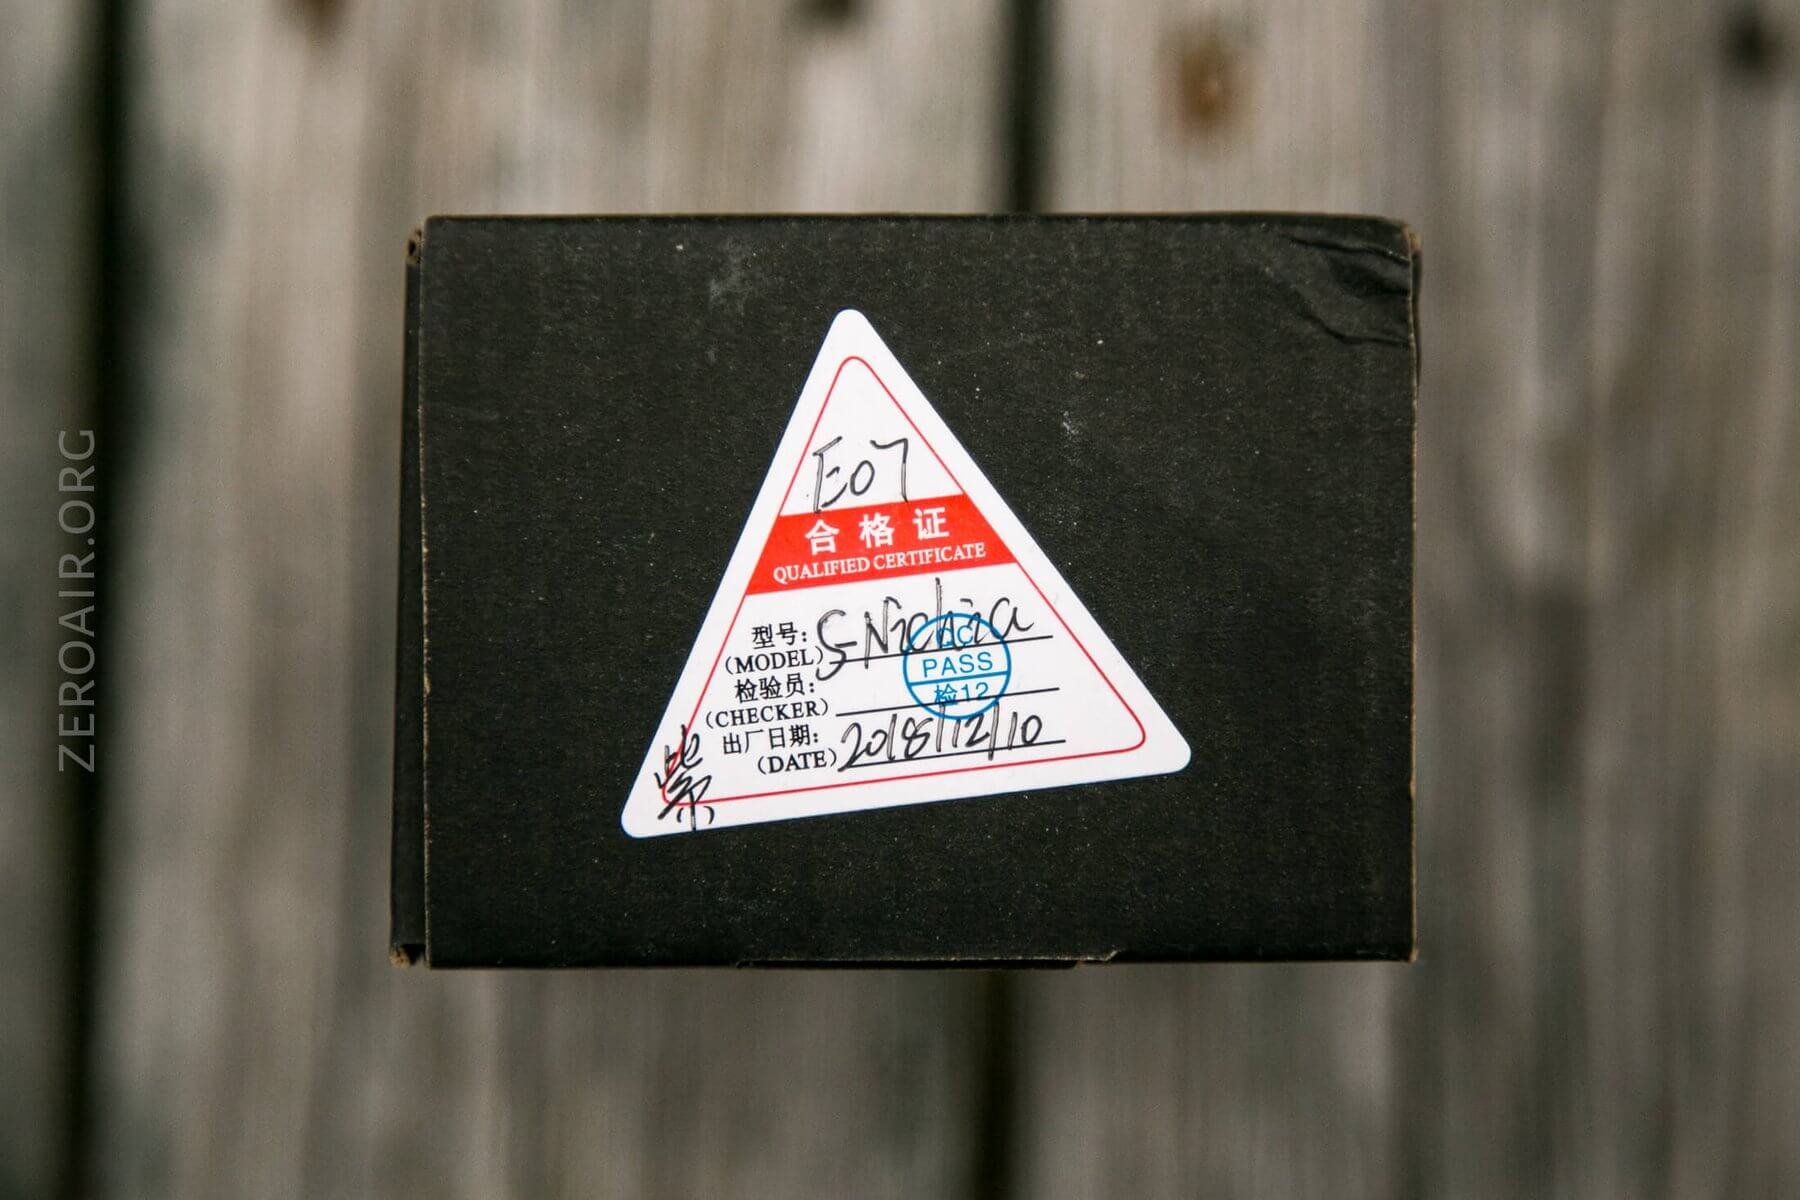 E07
合格证
QUALIFIED CERTIFICATE
型号: S-Nichia
(MODEL)
QC
PASS
检12
检验员:
(CHECKER)
出厂日期: 2018/12/10
(DATE)
紫
ZEROAIR.ORG